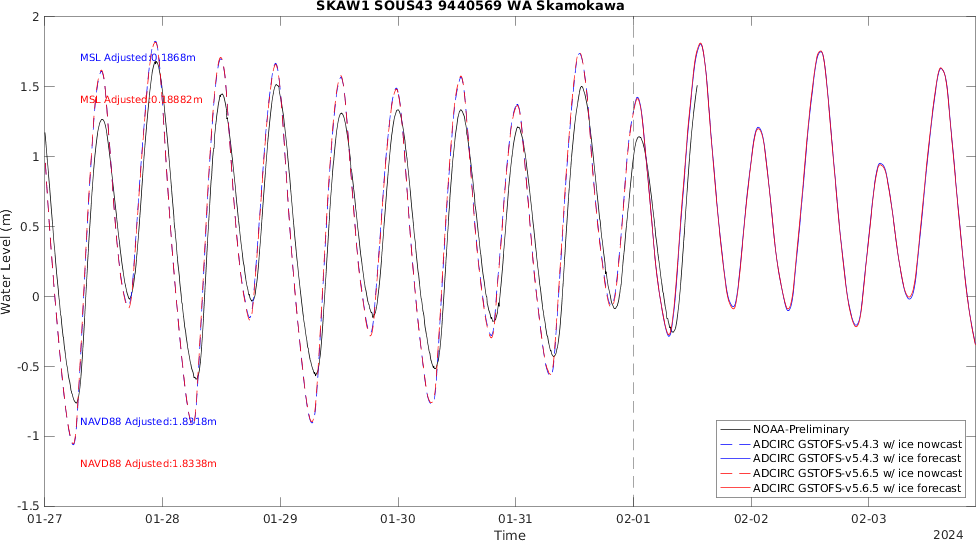 SKAW1 SOUS43 9440569 WA Skamokawa
2
1.5
1
0.5
0
-0.5
-1
-1.5
Water Level (m)
MSL Adjusted:0.1868m
MSL Adjusted:0.18882m
NAVD88 Adjusted:1.8318m
NAVD88 Adjusted:1.8338m
NOAA-Preliminary
ADCIRC GSTOFS-v5.4.3 w/ ice nowcast
ADCIRC GSTOFS-v5.4.3 w/ ice forecast
ADCIRC GSTOFS-v5.6.5 w/ ice nowcast
ADCIRC GSTOFS-v5.6.5 w/ ice forecast
01-27 01-28 01-29 01-30 01-31 02-01 02-02 02-03
Time
2024